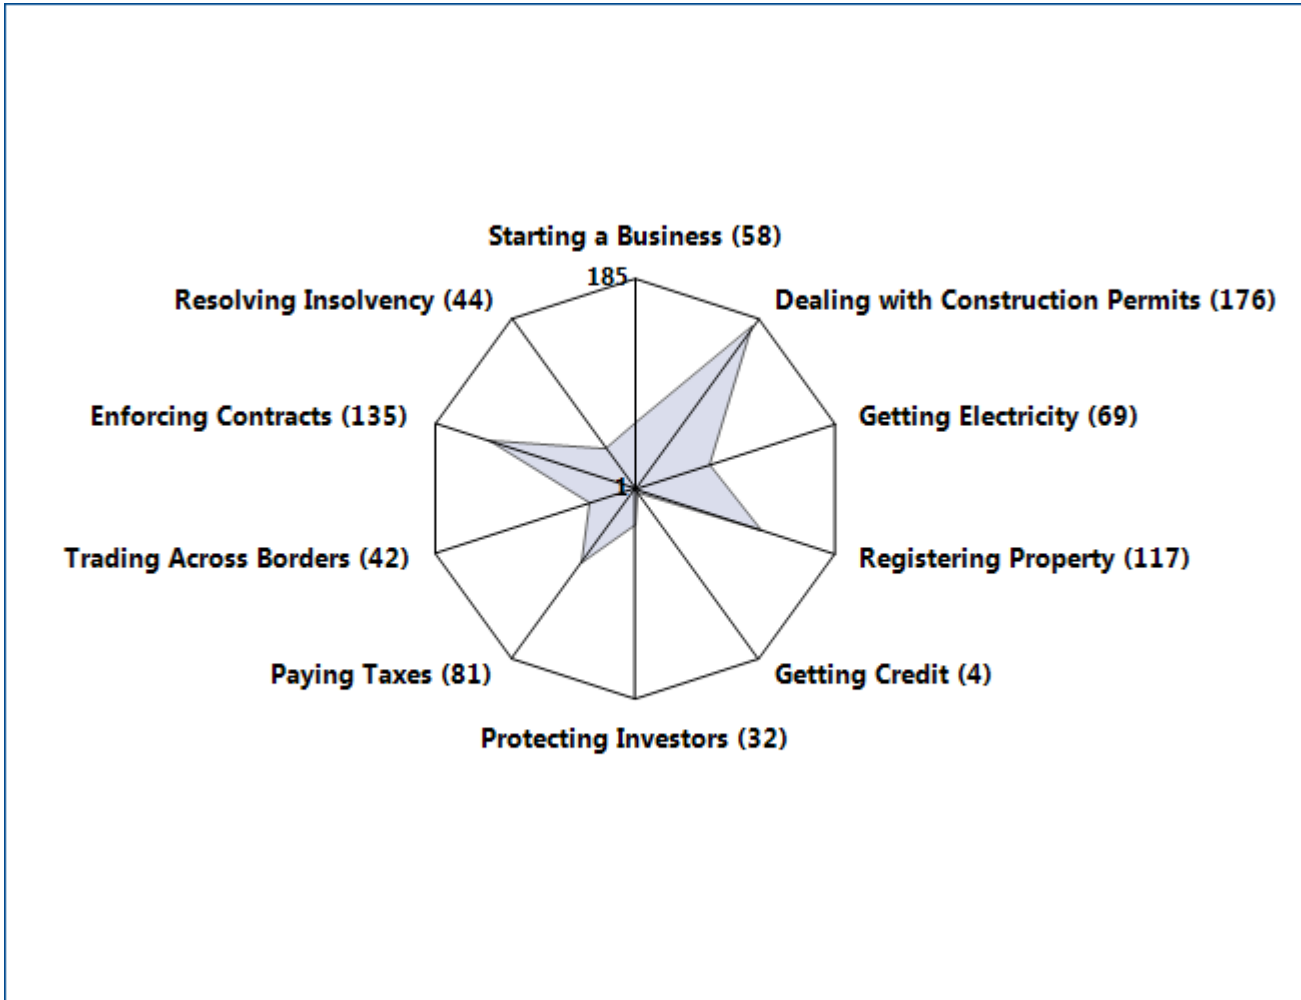 Starting a Business (58)
185
Resolving Insolvency (44)
Dealing with Construction Permits (176)
Enforcing Contracts (135)
Getting Electricity (69)
1
Trading Across Borders (42)
Registering Property (117)
Paying Taxes (81)
Getting Credit (4)
Protecting Investors (32)